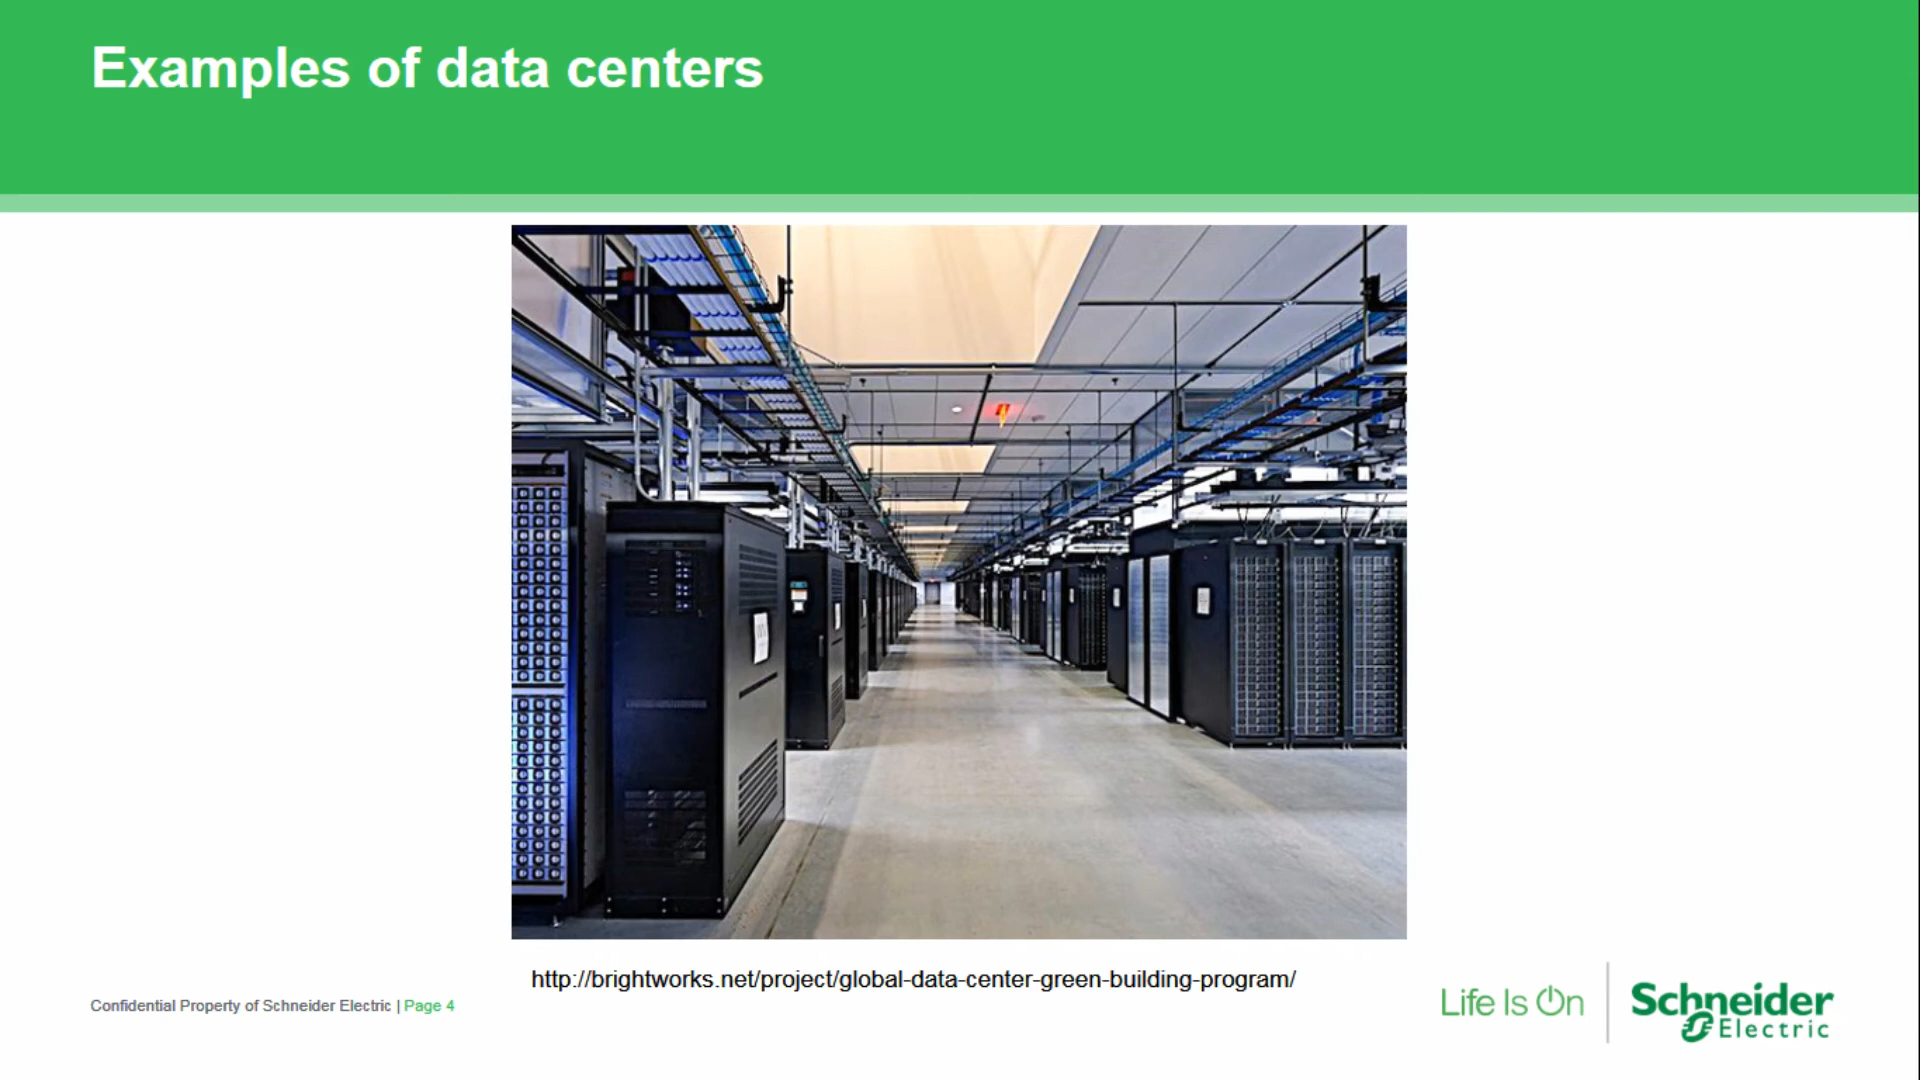 Examples of data centers
http://brightworks.net/project/global-data-center-green-building-program/
Confidential Property of Schneider Electric | Page 4
Life Is On
Schneider
Electric